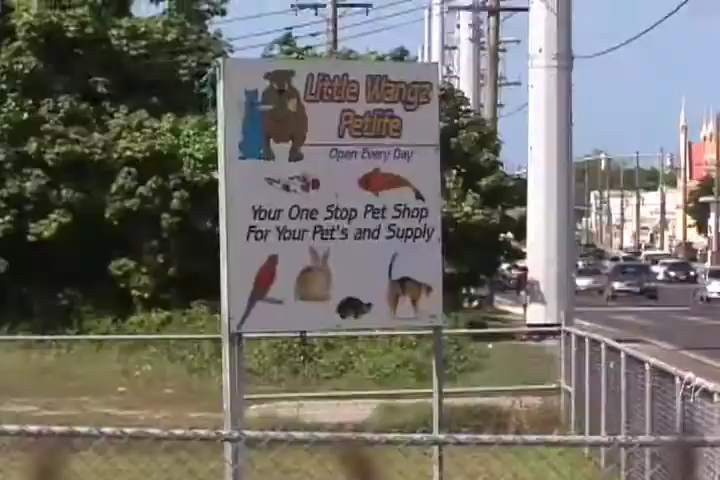 Little Wangz
Petlife
Open Every Day
Your One Stop Pet Shop
For Your Pet's and Supply